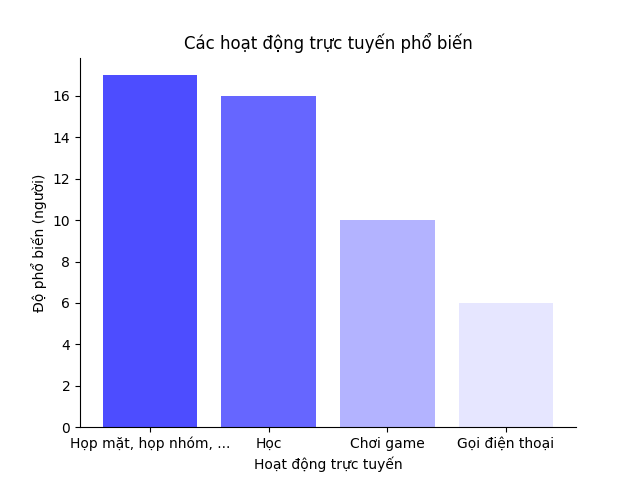 Các hoạt động trực tuyến phổ biến
Độ phổ biến (người)
16
14
12
10
8
6
4
2
0
Họp mặt, họp nhóm, ... Học Chơi game Gọi điện thoại
Hoạt động trực tuyến